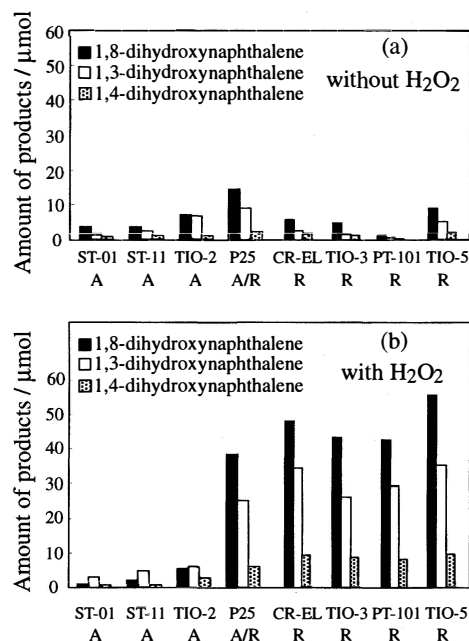 (a)
without H2O2
1,8-dihydroxynaphthalene
1,3-dihydroxynaphthalene
1,4-dihydroxynaphthalene
Amount of products / μmol
60
50
40
30
20
10
0
ST-01 ST-11 TIO-2 P25 CR-EL TIO-3 PT-101 TIO-5
A A A A/R R R R R
(b)
with H2O2
1,8-dihydroxynaphthalene
1,3-dihydroxynaphthalene
1,4-dihydroxynaphthalene
Amount of products / μmol
60
50
40
30
20
10
0
ST-01 ST-11 TIO-2 P25 CR-EL TIO-3 PT-101 TIO-5
A A A A/R R R R R